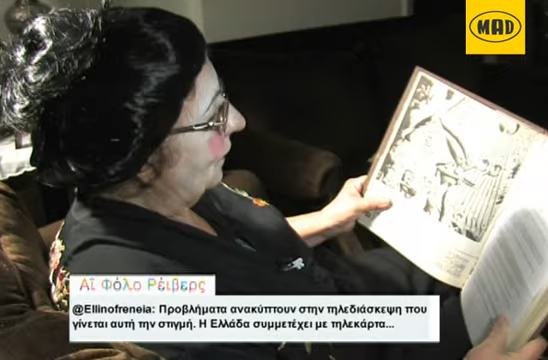 MAD
Αϊ Φόλο Ρέιβερς
@Ellinofreneia: Προβλήματα ανακύπτουν στην τηλεδιάσκεψη που
γίνεται αυτή την στιγμή. Η Ελλάδα συμμετέχει με τηλεκάρτα...